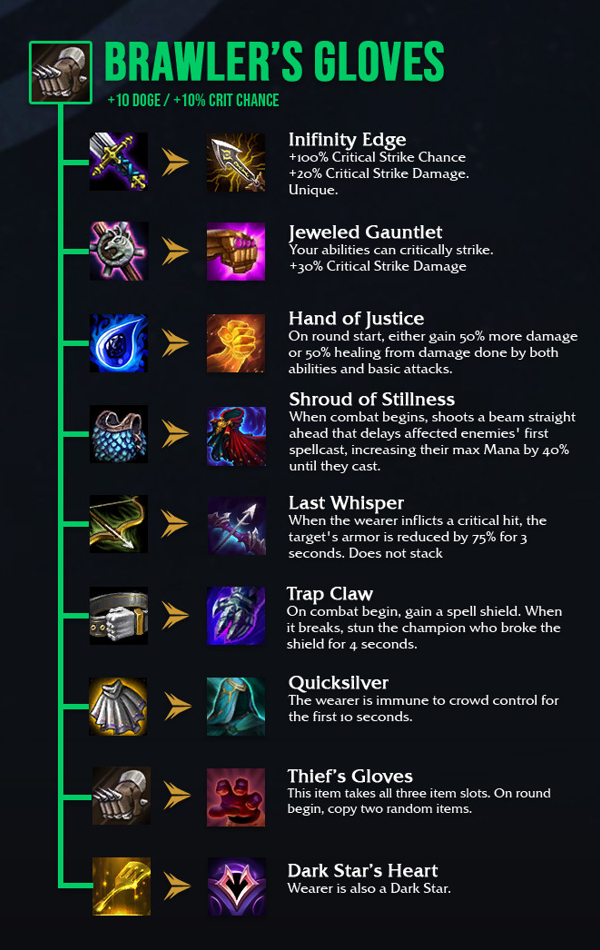 BRAWLER'S GLOVES
+10 DOGE / +10% CRIT CHANCE
Inifinity Edge
+100% Critical Strike Chance
+20% Critical Strike Damage.
Unique.
Jeweled Gauntlet
Your abilities can critically strike.
+30% Critical Strike Damage
Hand of Justice
On round start, either gain 50% more damage
or 50% healing from damage done by both
abilities and basic attacks.
Shroud of Stillness
When combat begins, shoots a beam straight
ahead that delays affected enemies' first
spellcast, increasing their max Mana by 40%
until they cast.
Last Whisper
When the wearer inflicts a critical hit, the
target's armor is reduced by 75% for 3
seconds. Does not stack
Trap Claw
On combat begin, gain a spell shield. When
it breaks, stun the champion who broke the
shield for 4 seconds.
Quicksilver
The wearer is immune to crowd control for
the first 10 seconds.
Thief's Gloves
This item takes all three item slots. On round
begin, copy two random items.
Dark Star's Heart
Wearer is also a Dark Star.